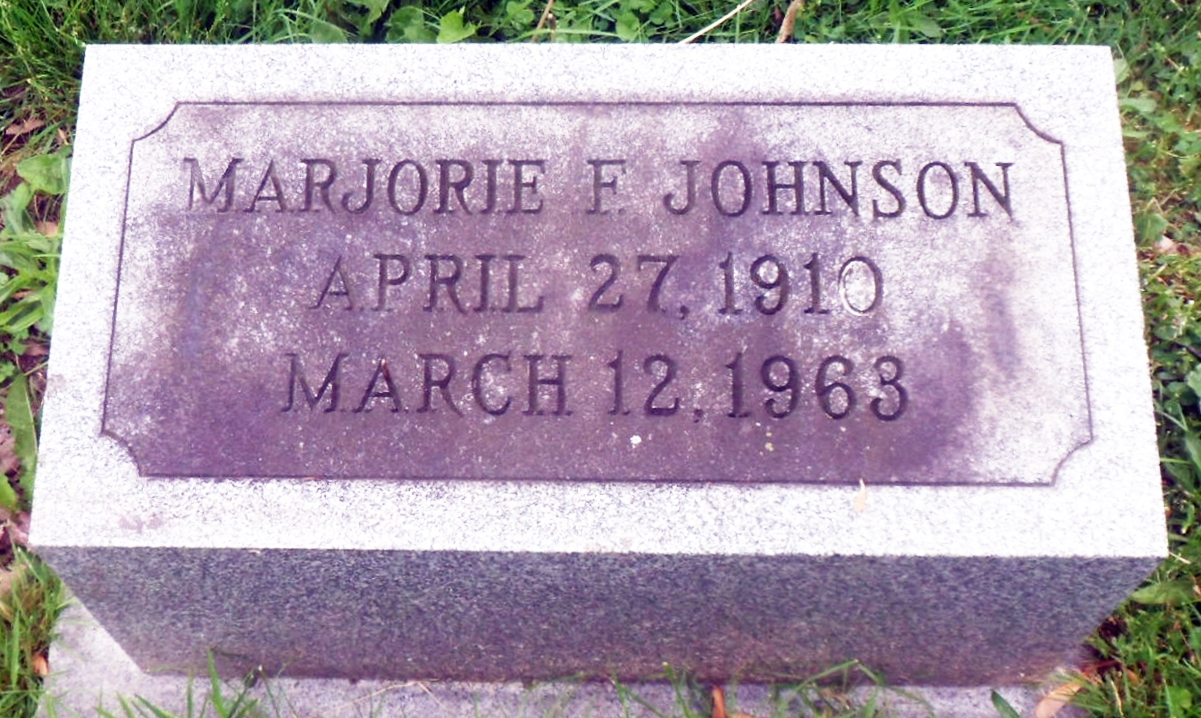 MARJORIE F. JOHNSON
APRIL 27, 1910
MARCH 12, 1963